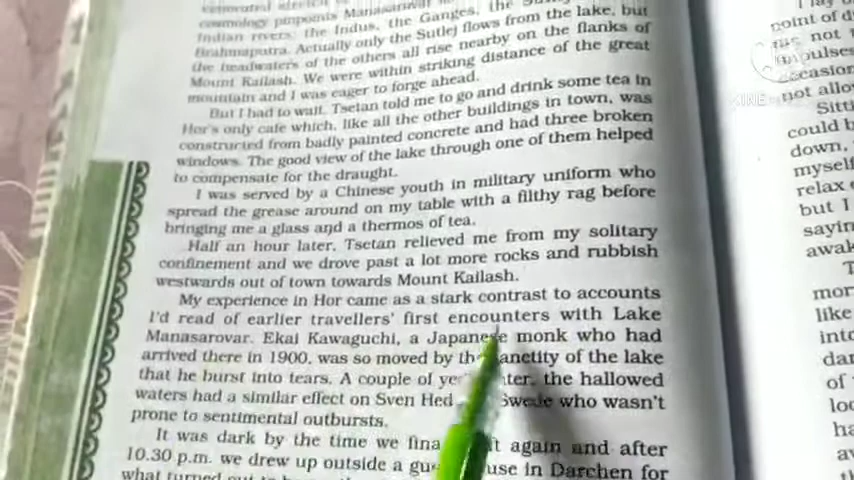 cosmology pinpoints Manasarovar
Indian rivers: the Indus, the Ganges, the
Brahmaputra. Actually only the Sutlej flows from the lake, but
the headwaters of the others all rise nearby on the flanks of
Mount Kailash. We were within striking distance of the great
mountain and I was eager to forge ahead.
But I had to wait. Tsetan told me to go and drink some tea in
Hor's only cafe which, like all the other buildings in town, was
constructed from badly painted concrete and had three broken
windows. The good view of the lake through one of them helped
to compensate for the draught.
I was served by a Chinese youth in military uniform who
spread the grease around on my table with a filthy rag before
bringing me a glass and a thermos of tea.
Half an hour later, Tsetan relieved me from my solitary
confinement and we drove past a lot more rocks and rubbish
westwards out of town towards Mount Kailash.
My experience in Hor came as a stark contrast to accounts
I'd read of earlier travellers' first encounters with Lake
Manasarovar. Ekai Kawaguchi, a Japanese monk who had
arrived there in 1900, was so moved by the sanctity of the lake
that he burst into tears. A couple of the hallowed
waters had a similar effect on Sven Hed Swede who wasn't
prone to sentimental outbursts.
It was dark by the time we again and after
10.30 p.m. we drew up outside a in Darchen for
what turned out to
point of
me not
impulses
occasion
not allo
Sitti
could b
down,
myself
relax
but I
sayin
awak
mor
like
into
dar
of